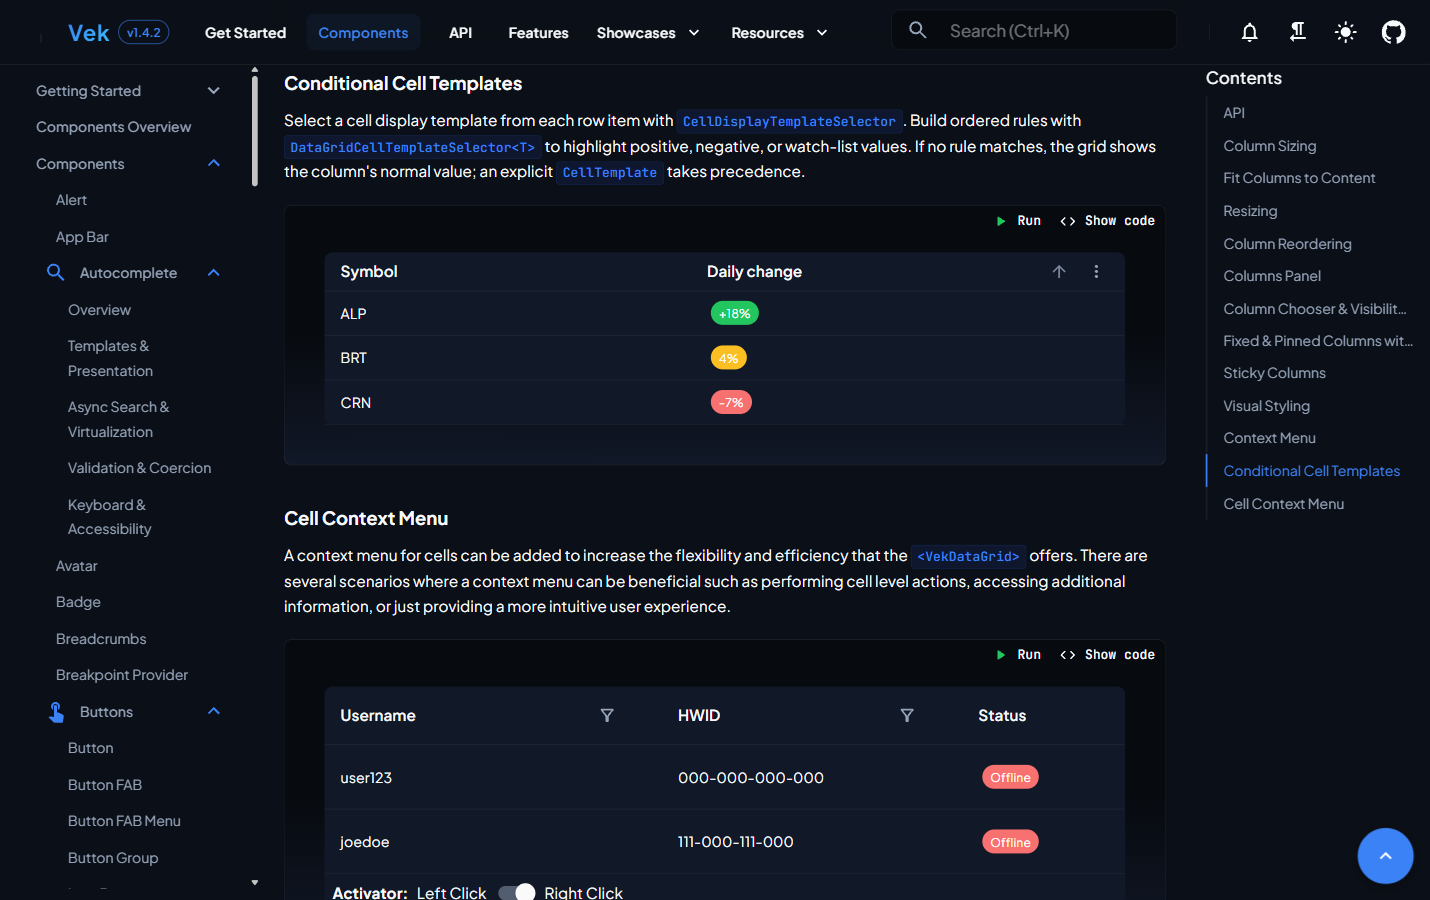 Vek v1.4.2 Get Started Components API Features Showcases Resources Search (Ctrl+K)
Getting Started
Components Overview
Components
Alert
App Bar
Autocomplete
Overview
Templates &
Presentation
Async Search &
Virtualization
Validation & Coercion
Keyboard &
Accessibility
Avatar
Badge
Breadcrumbs
Breakpoint Provider
Buttons
Button
Button FAB
Button FAB Menu
Button Group
Conditional Cell Templates
Select a cell display template from each row item with CellDisplayTemplateSelector . Build ordered rules with
DataGridCellTemplateSelector<T> to highlight positive, negative, or watch-list values. If no rule matches, the grid shows
the column's normal value; an explicit CellTemplate takes precedence.
Run <> Show code
Symbol Daily change
ALP +18%
BRT 4%
CRN -7%
Cell Context Menu
A context menu for cells can be added to increase the flexibility and efficiency that the <VekDataGrid> offers. There are
several scenarios where a context menu can be beneficial such as performing cell level actions, accessing additional
information, or just providing a more intuitive user experience.
Run <> Show code
Username HWID Status
user123 000-000-000-000 Offline
joedoe 111-000-111-000 Offline
Activator: Left Click Right Click
Contents
API
Column Sizing
Fit Columns to Content
Resizing
Column Reordering
Columns Panel
Column Chooser & Visibilit...
Fixed & Pinned Columns wit...
Sticky Columns
Visual Styling
Context Menu
Conditional Cell Templates
Cell Context Menu